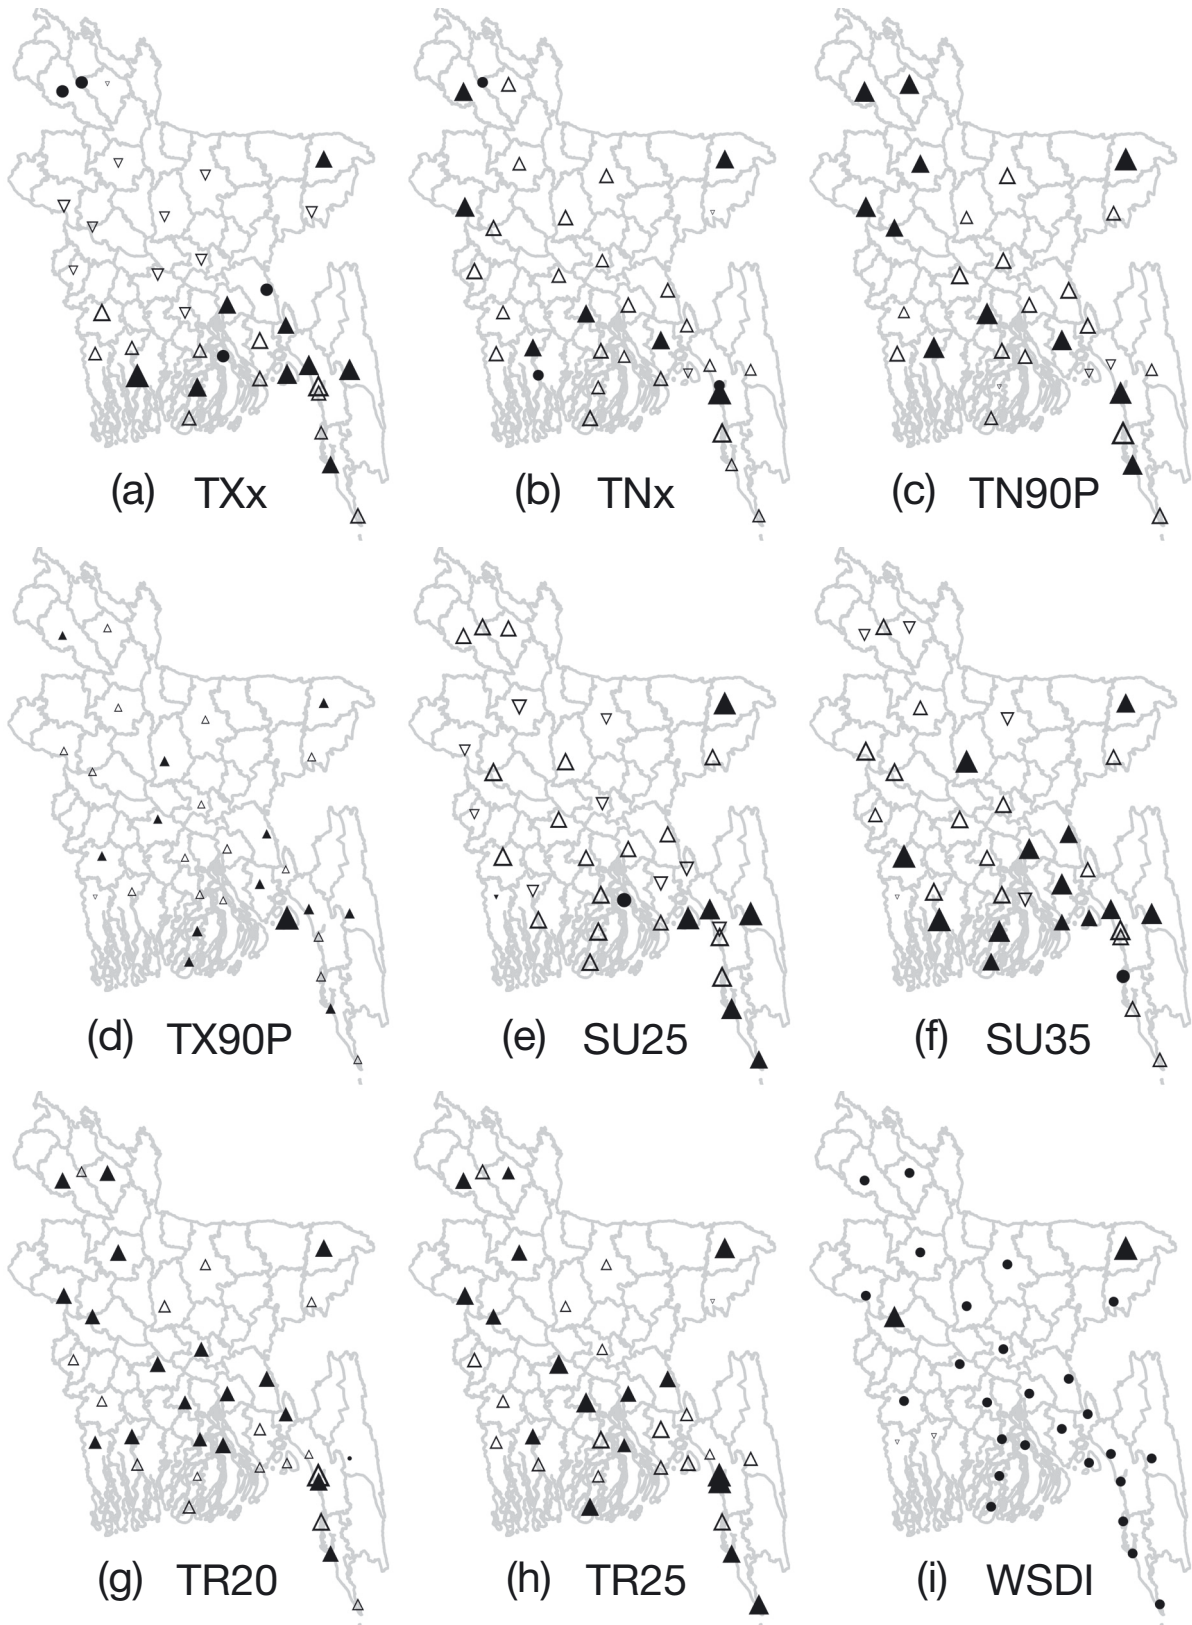 (a) TXx
(b) TNx
(c) TN90P
(d) TX90P
(e) SU25
(f) SU35
(g) TR20
(h) TR25
(i) WSDI